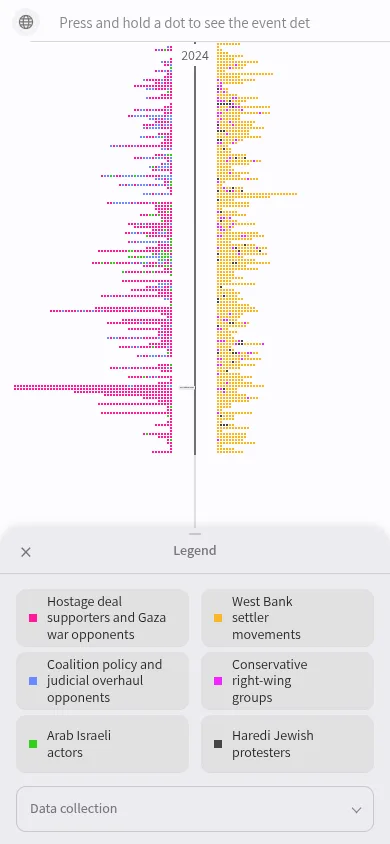 Press and hold a dot to see the event det
2024
Legend
Hostage deal
supporters and Gaza
war opponents
West Bank
settler
movements
Coalition policy and
judicial overhaul
opponents
Conservative
right-wing
groups
Arab Israeli
actors
Haredi Jewish
protesters
Data collection